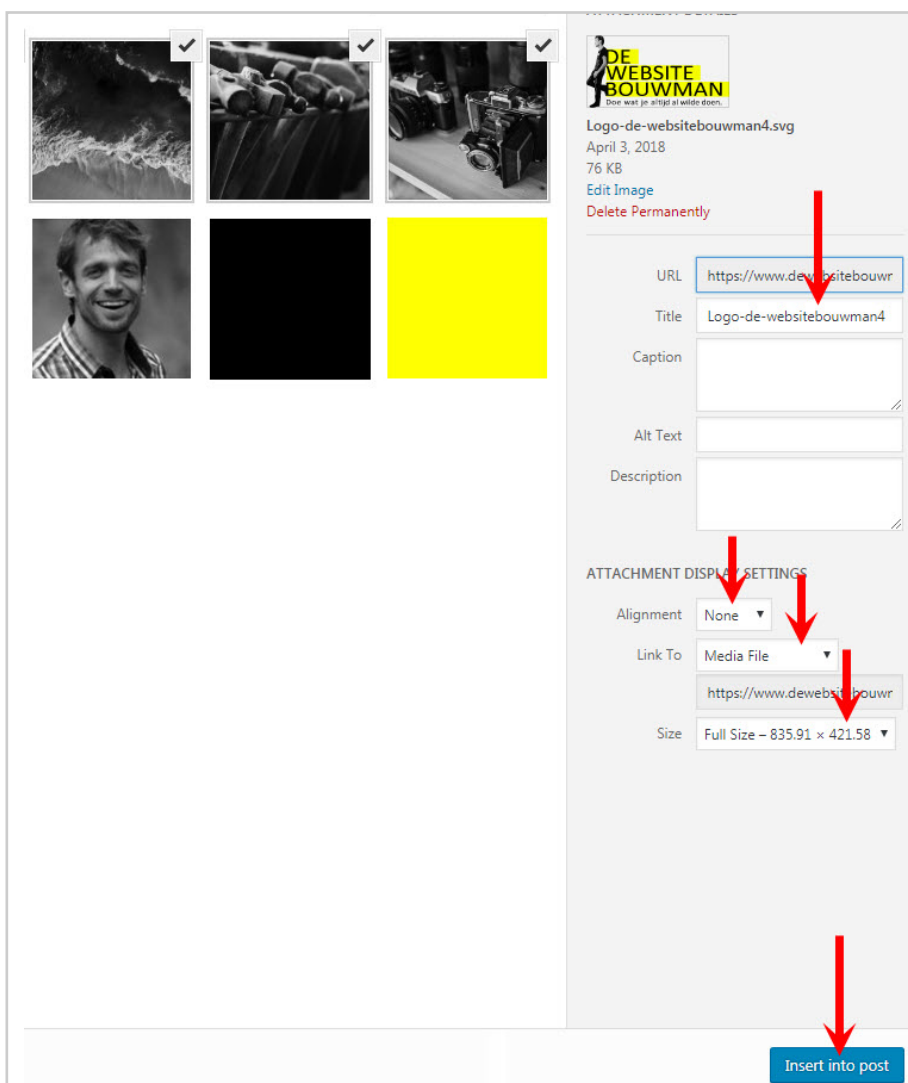 ATTACHMENT DETAILS
DE
WEBSITE
BOUWMAN
Doe wat je altijd al wilde doen.
Logo-de-websitebouwman4.svg
April 3, 2018
76 KB
Edit Image
Delete Permanently
URL https://www.dewebsitebouwr
Title Logo-de-websitebouwman4
Caption
Alt Text
Description
ATTACHMENT DISPLAY SETTINGS
Alignment None
Link To Media File
https://www.dewebsitebouwr
Size Full Size – 835.91 × 421.58
Insert into post